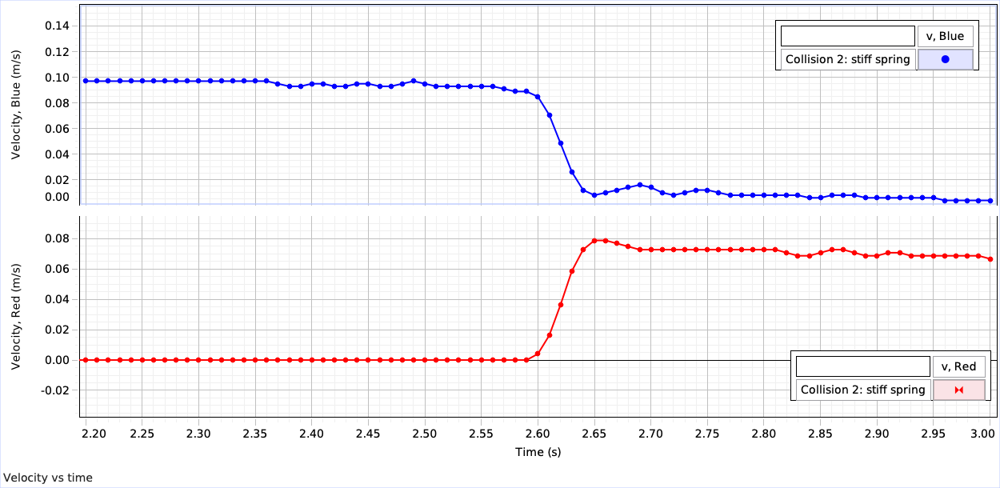 Velocity, Blue (m/s)
0.14
0.12
0.10
0.08
0.06
0.04
0.02
0.00
v, Blue
Collision 2: stiff spring
Velocity, Red (m/s)
0.08
0.06
0.04
0.02
0.00
-0.02
v, Red
Collision 2: stiff spring
2.20 2.25 2.30 2.35 2.40 2.45 2.50 2.55 2.60 2.65 2.70 2.75 2.80 2.85 2.90 2.95 3.00
Time (s)
Velocity vs time